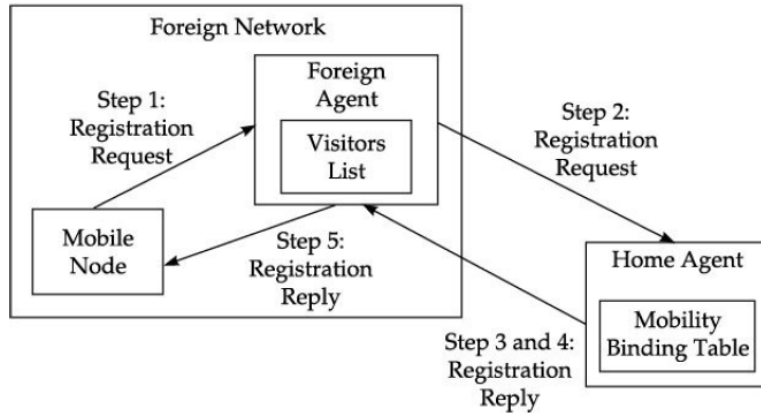 Foreign Network
Foreign
Agent
Visitors
List
Step 1:
Registration
Request
Step 2:
Registration
Request
Mobile
Node
Step 5:
Registration
Reply
Home Agent
Mobility
Binding Table
Step 3 and 4:
Registration
Reply